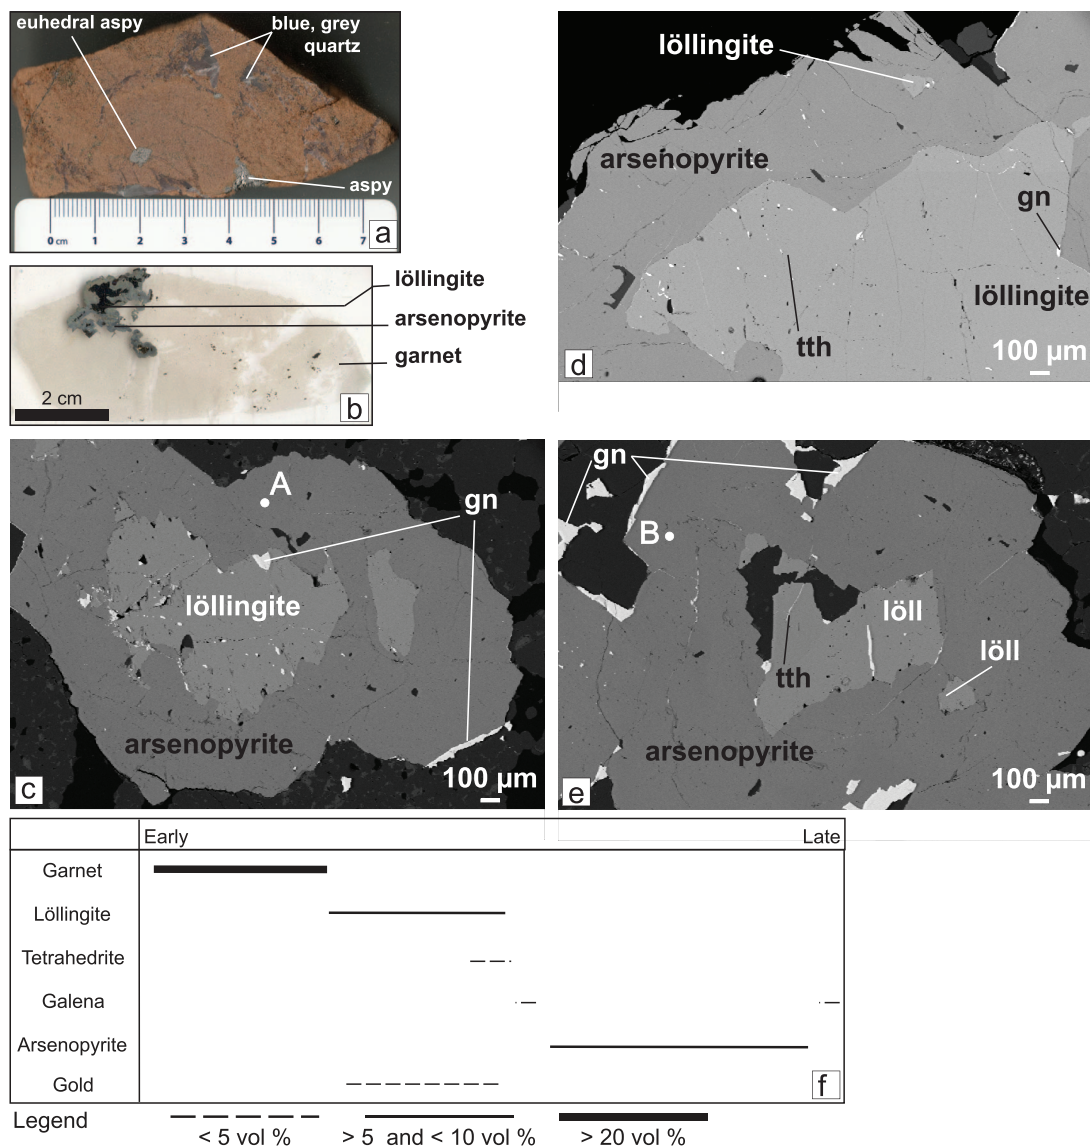 euhedral aspy
blue, grey
quartz
aspy
0 cm 1 2 3 4 5 6 7
a
löllingite
arsenopyrite
garnet
2 cm
b
löllingite
arsenopyrite
gn
löllingite
tth
100 µm
d
A
gn
löllingite
arsenopyrite
100 µm
c
gn
B
löll
löll
tth
arsenopyrite
100 µm
e
Early Late
Garnet
Löllingite
Tetrahedrite
Galena
Arsenopyrite
Gold
f
Legend
< 5 vol % > 5 and < 10 vol % > 20 vol %